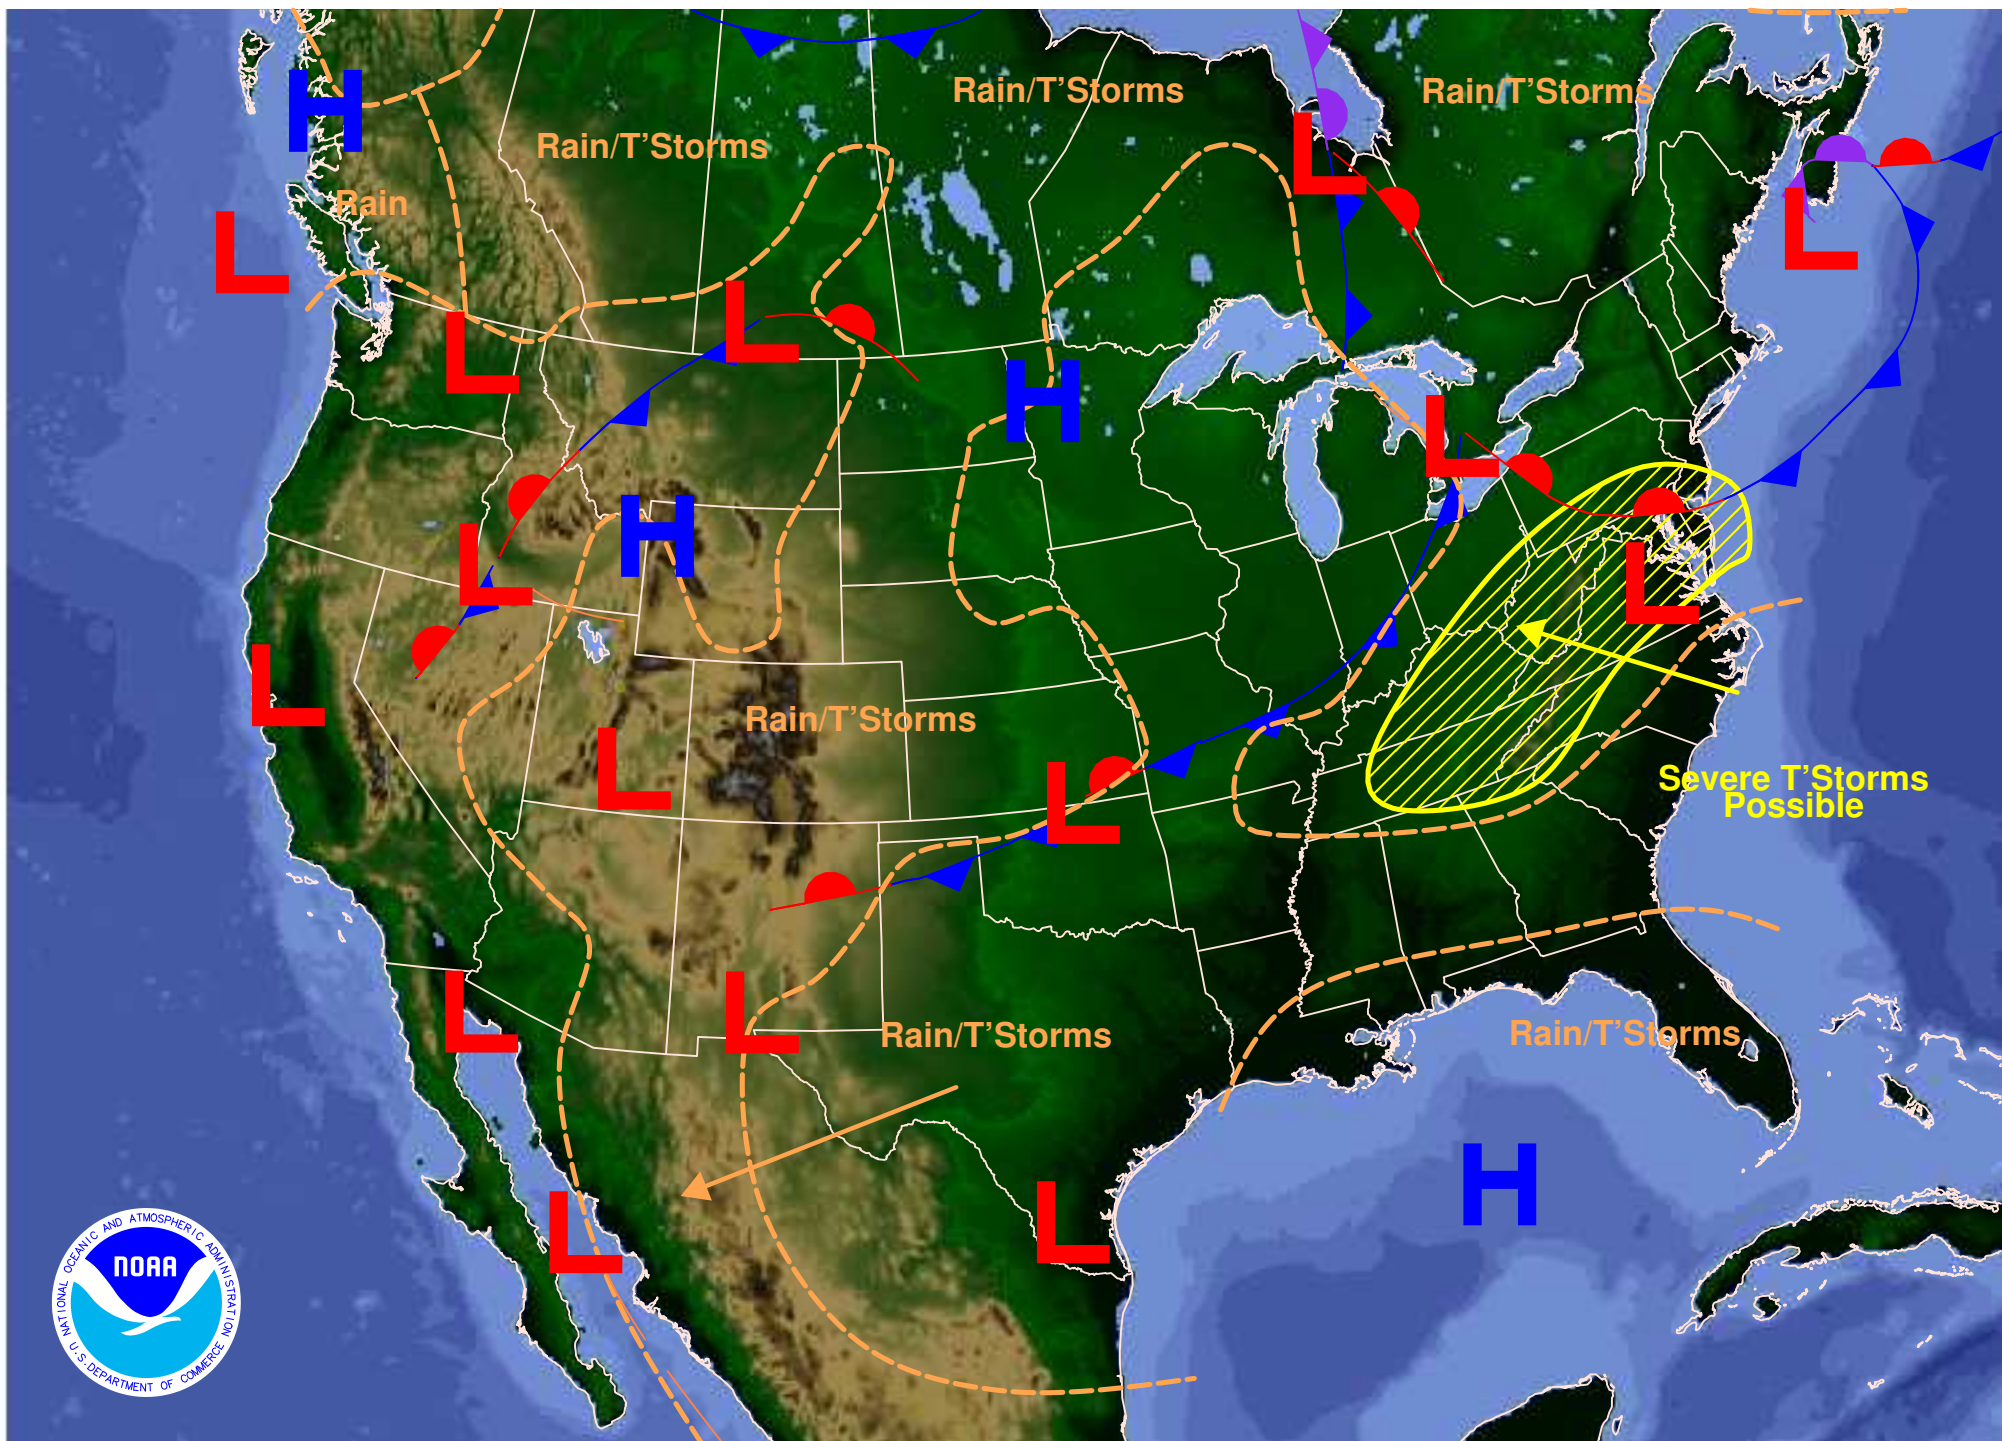 Rain/T'Storms
Rain/T'Storms
Rain/T'Storms
H
L
Rain
L
L
L
L
L
H
L
H
L
L
L
Rain/T'Storms
L
L
Severe T'Storms
Possible
L
L
Rain/T'Storms
Rain/T'Storms
H
L
L
NATIONAL OCEANIC AND ATMOSPHERIC ADMINISTRATION
NOAA
U.S. DEPARTMENT OF COMMERCE